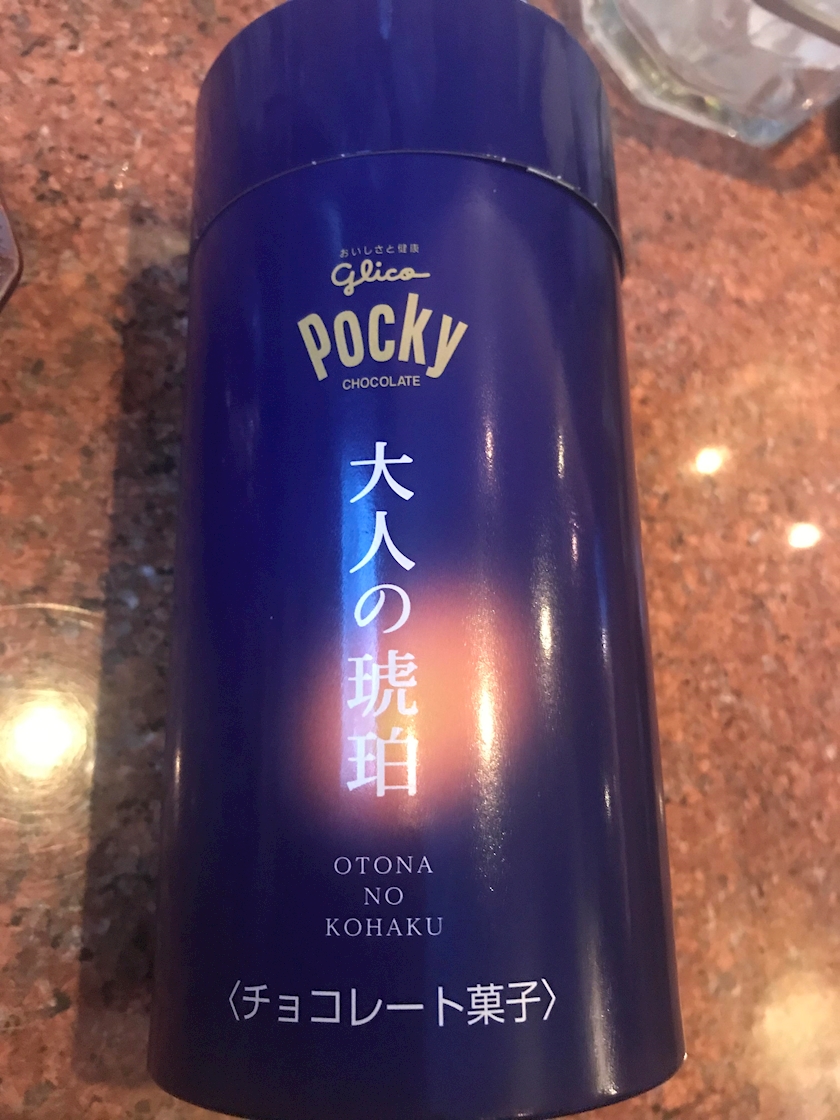 おいしさと健康
Glico
Pocky
CHOCOLATE
大人の琥珀
OTONA
NO
KOHAKU
〈チョコレート菓子〉